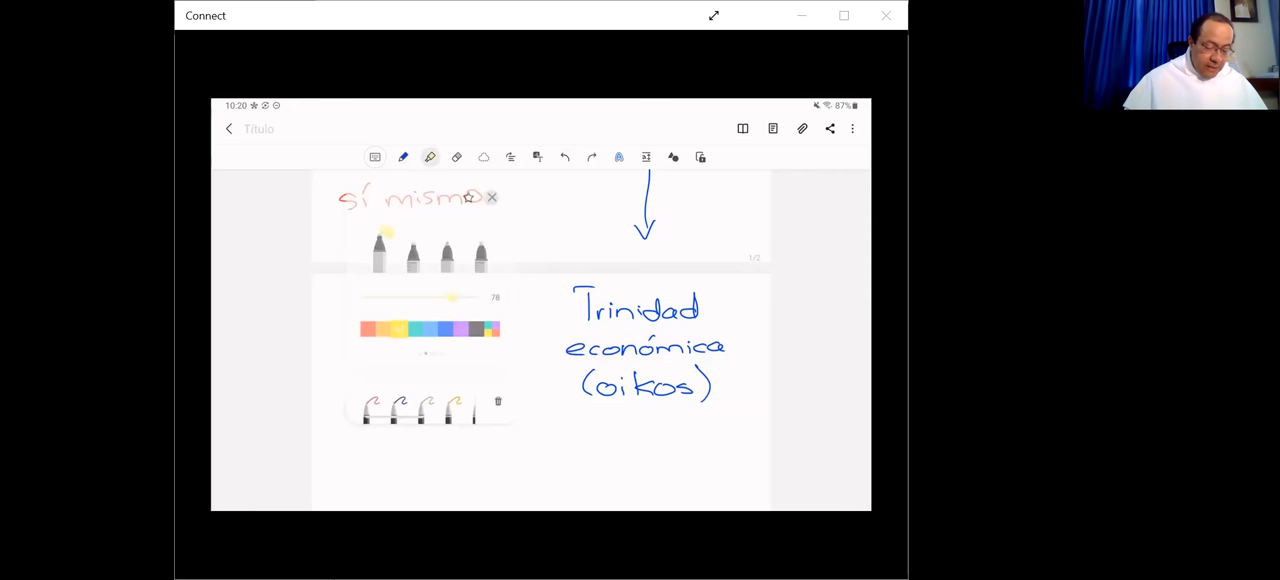 Connect
10:20
87%
Título
sí mismo
1/2
78
Trinidad
económica
(oikos)